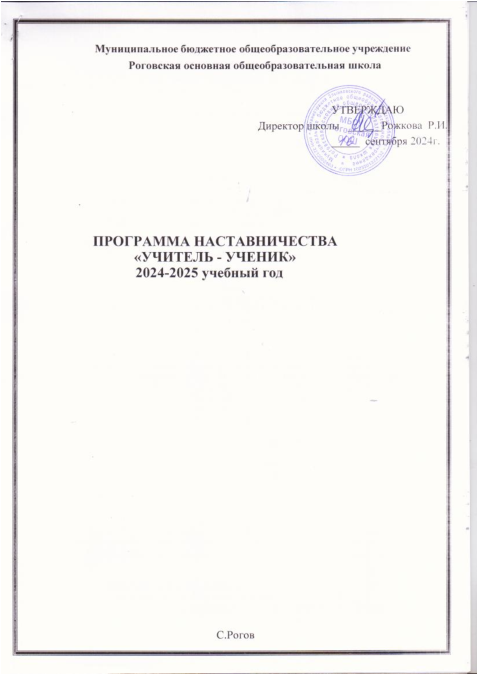 Муниципальное бюджетное общеобразовательное учреждение
Роговская основная общеобразовательная школа
УТВЕРЖДАЮ
Директор школы Рожкова Р.И.
сентября 2024г.
ПРОГРАММА НАСТАВНИЧЕСТВА
«УЧИТЕЛЬ - УЧЕНИК»
2024-2025 учебный год
С.Рогов